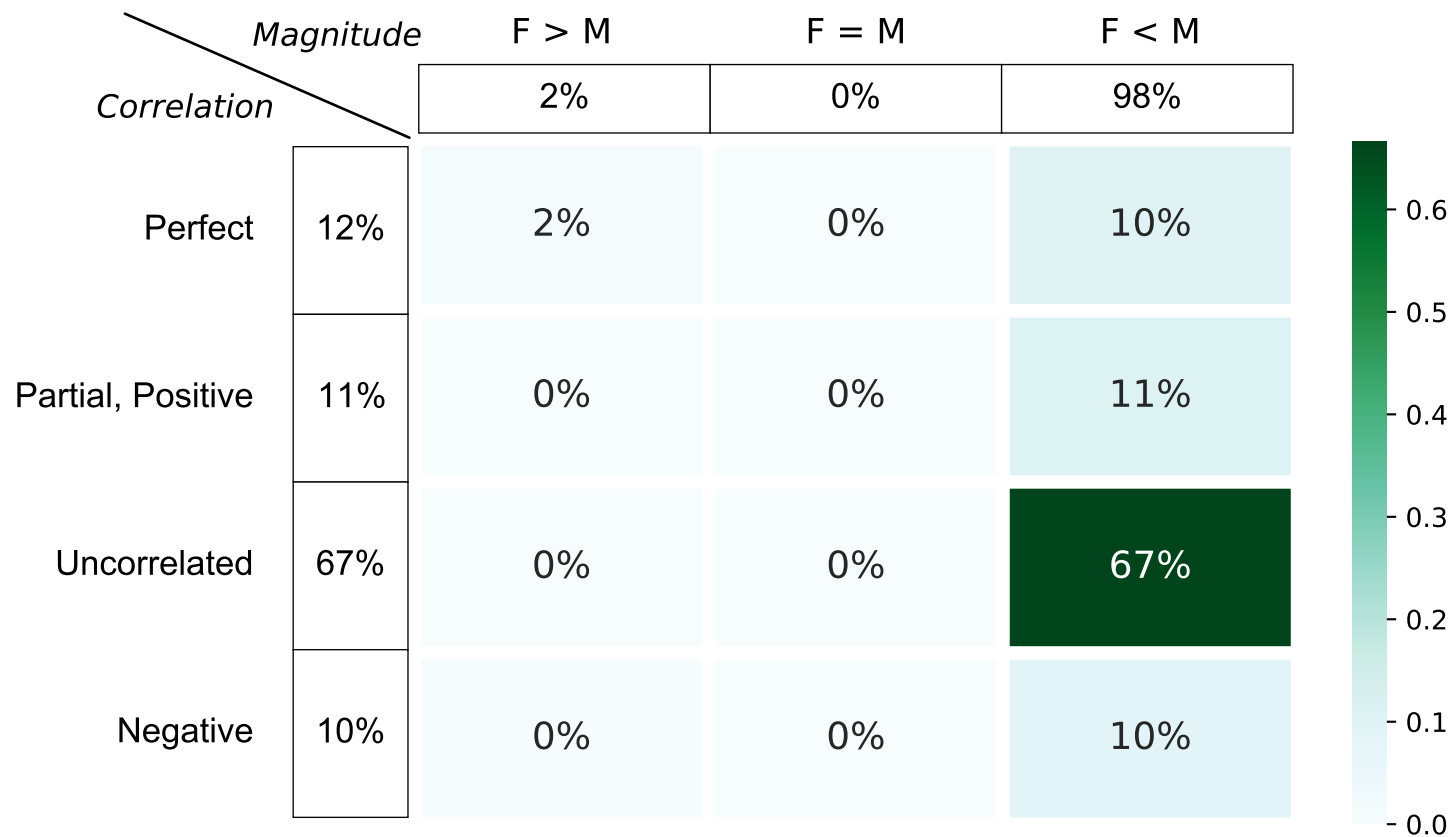 Magnitude F > M F = M F < M
Correlation 2% 0% 98%
Perfect 12% 2% 0% 10%
0.6
0.5
Partial, Positive 11% 0% 0% 11%
0.4
0.3
Uncorrelated 67% 0% 0% 67%
0.2
Negative 10% 0% 0% 10%
0.1
0.0